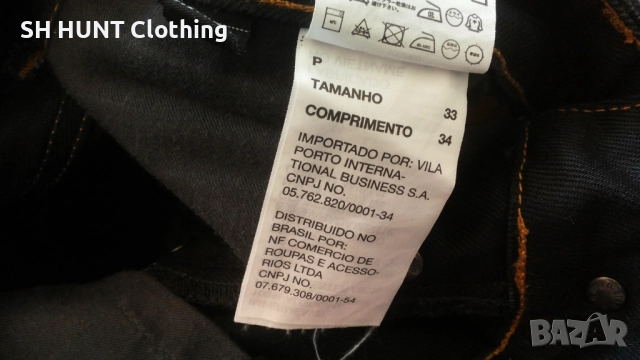 SH HUNT Clothing
P
TAMANHO 33
COMPRIMENTO 34
IMPORTADO POR: VILA
PORTO INTERNA-
TIONAL BUSINESS S.A.
CNPJ NO.
05.762.820/0001-34
DISTRIBUIDO NO
BRASIL POR:
NF COMERCIO DE
ROUPAS E ACESSO-
RIOS LTDA
CNPJ NO.
07.679.308/0001-54
BAZAR